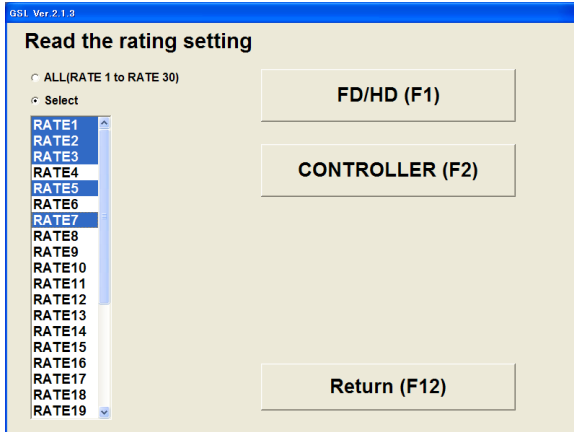 GSL Ver.2.1.3
Read the rating setting
ALL(RATE 1 to RATE 30)
Select
RATE1
RATE2
RATE3
RATE4
RATE5
RATE6
RATE7
RATE8
RATE9
RATE10
RATE11
RATE12
RATE13
RATE14
RATE15
RATE16
RATE17
RATE18
RATE19
FD/HD (F1)
CONTROLLER (F2)
Return (F12)